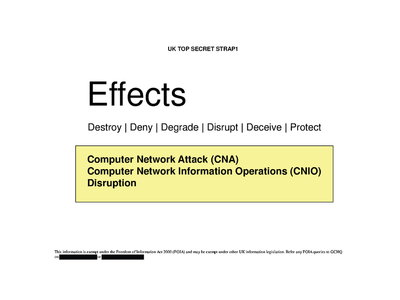 UK TOP SECRET STRAP1
Effects
Destroy | Deny | Degrade | Disrupt | Deceive | Protect
Computer Network Attack (CNA)
Computer Network Information Operations (CNIO)
Disruption
This information is exempt under the Freedom of Information Act 2000 (FOIA) and may be exempt under other UK information legislation. Refer any FOIA queries to GCHQ
on or